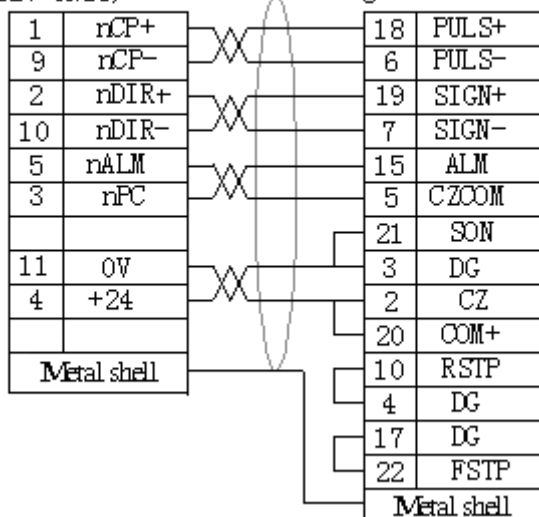 1 nCP+ 18 PULS+
9 nCP- 6 PULS-
2 nDIR+ 19 SIGN+
10 nDIR- 7 SIGN-
5 nALM 15 ALM
3 nPC 5 CZCOM
21 SON
11 0V 3 DG
4 +24 2 CZ
20 COM+
Metal shell 10 RSTP
4 DG
17 DG
22 FSTP
Metal shell